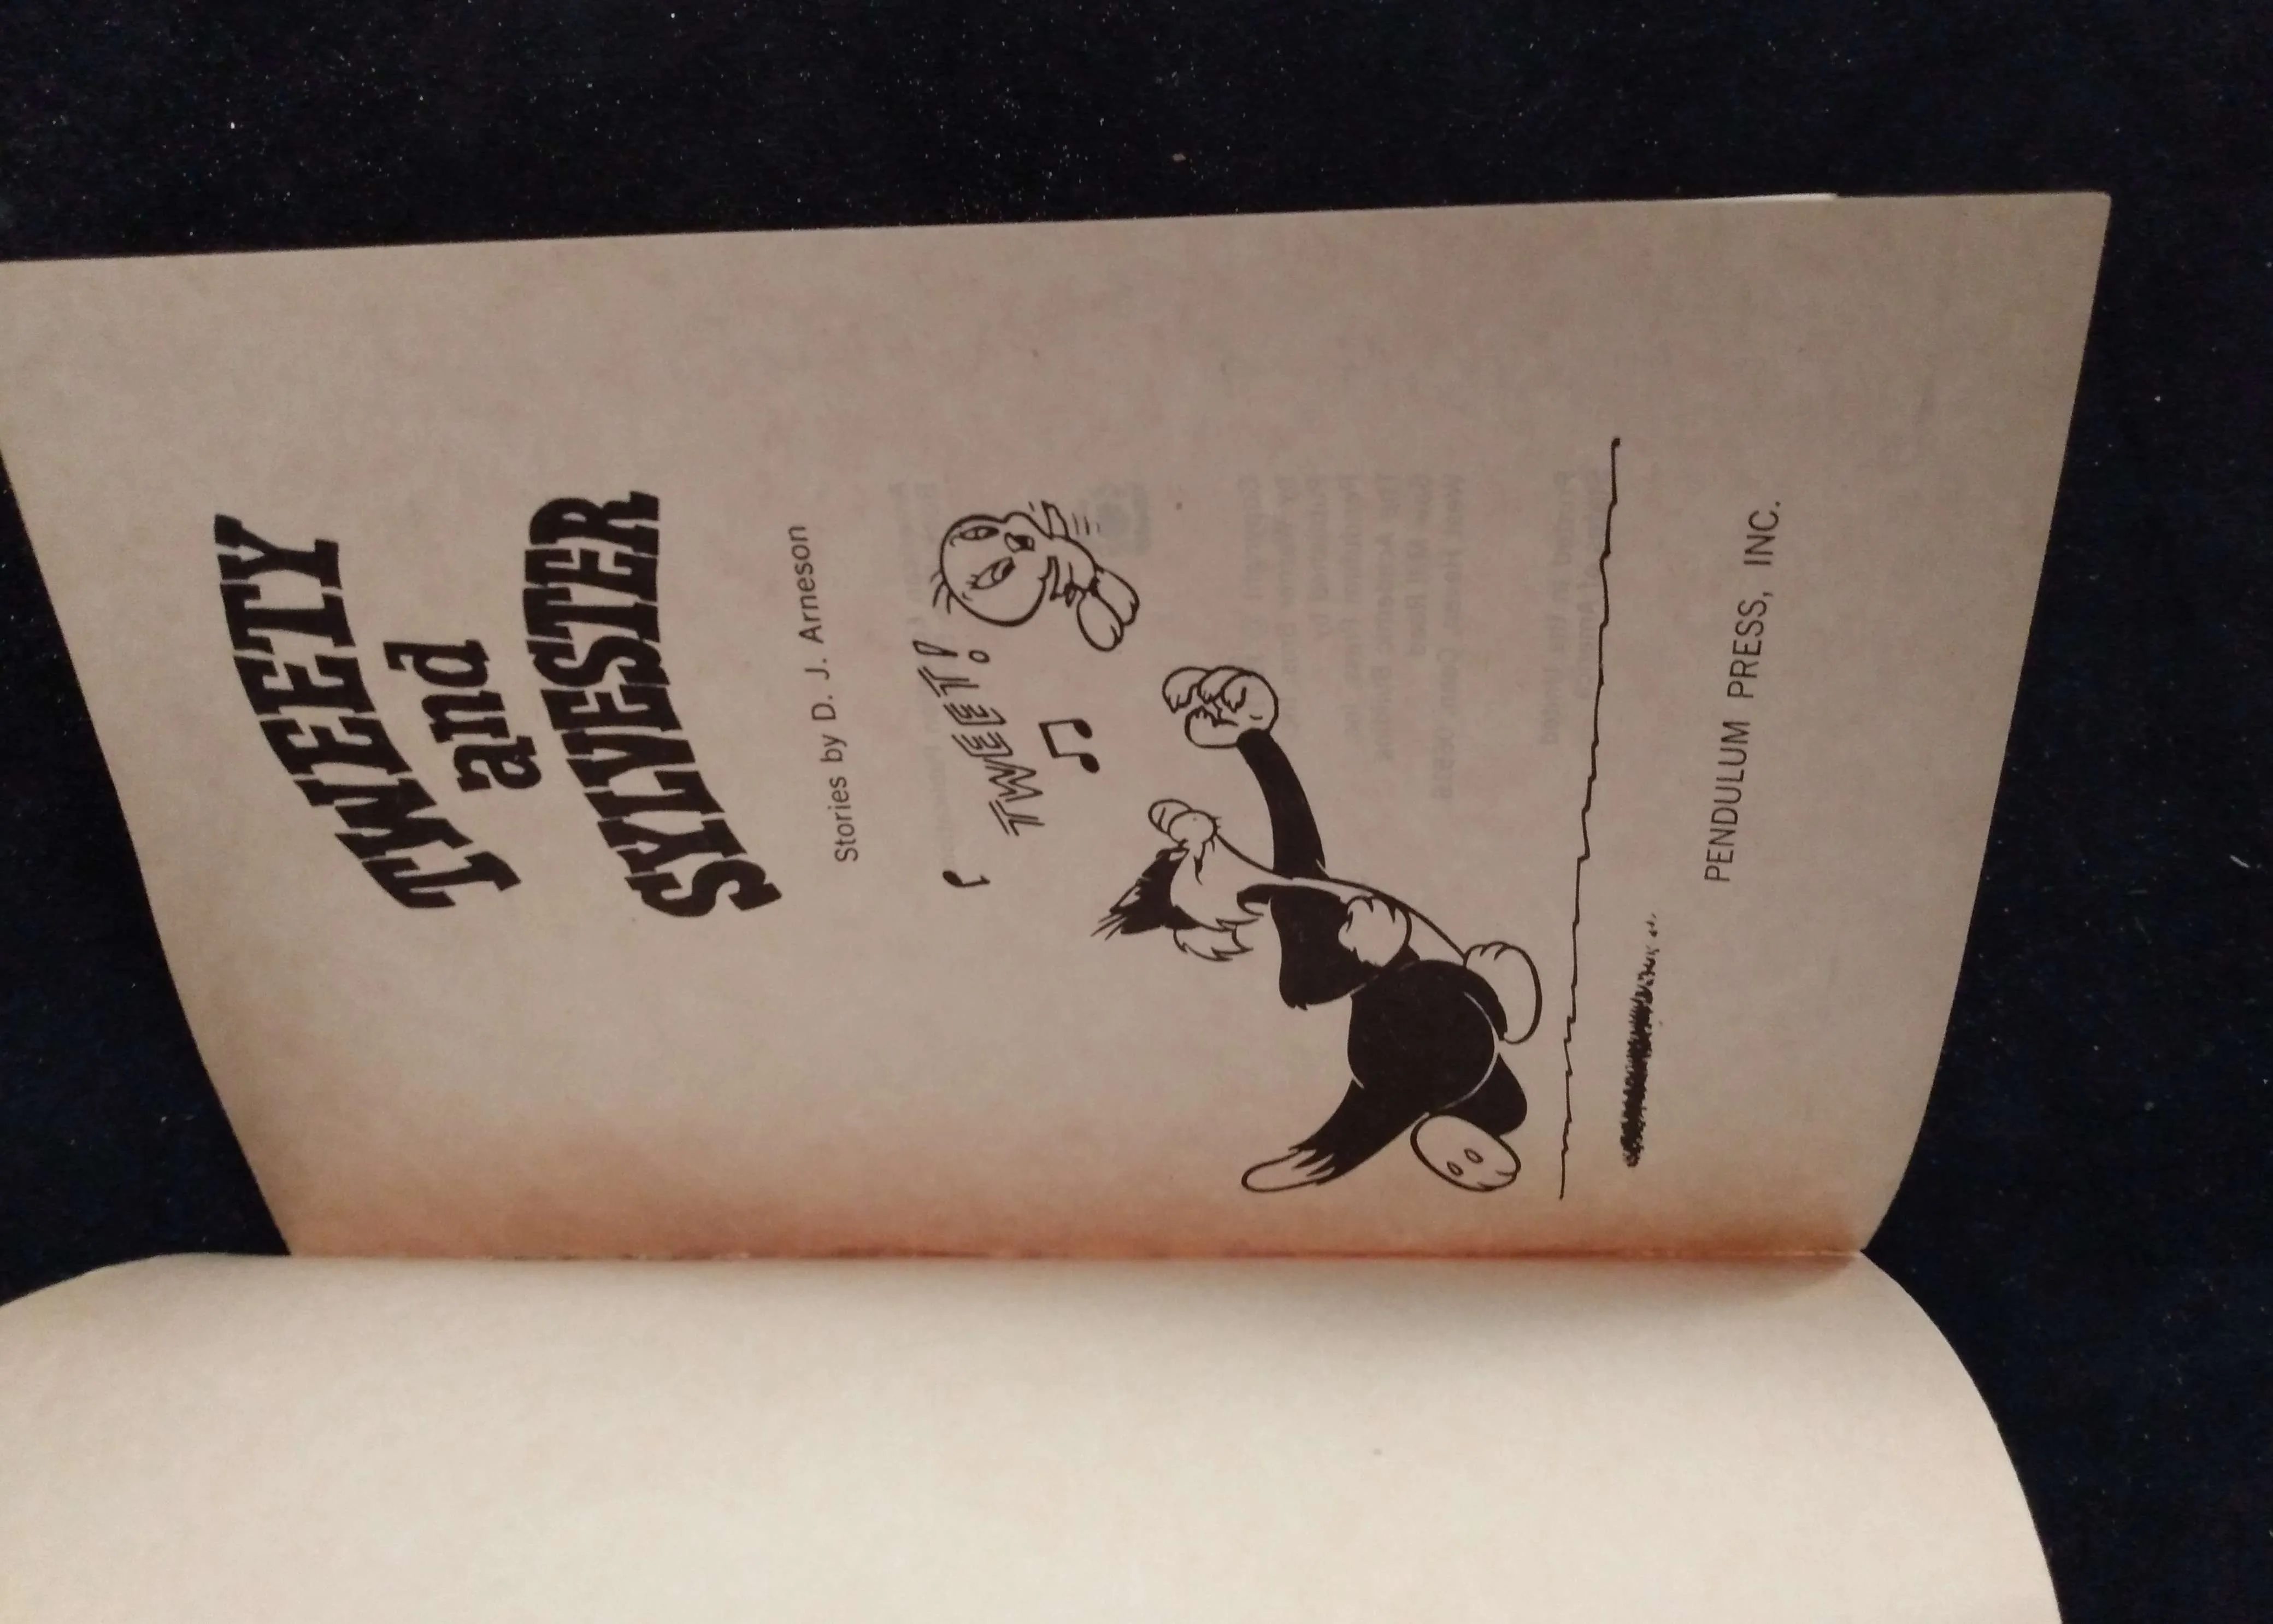 TWEETY
and
SYLVESTER
Stories by D. J. Arneson
TWEET!
PENDULUM PRESS, INC.